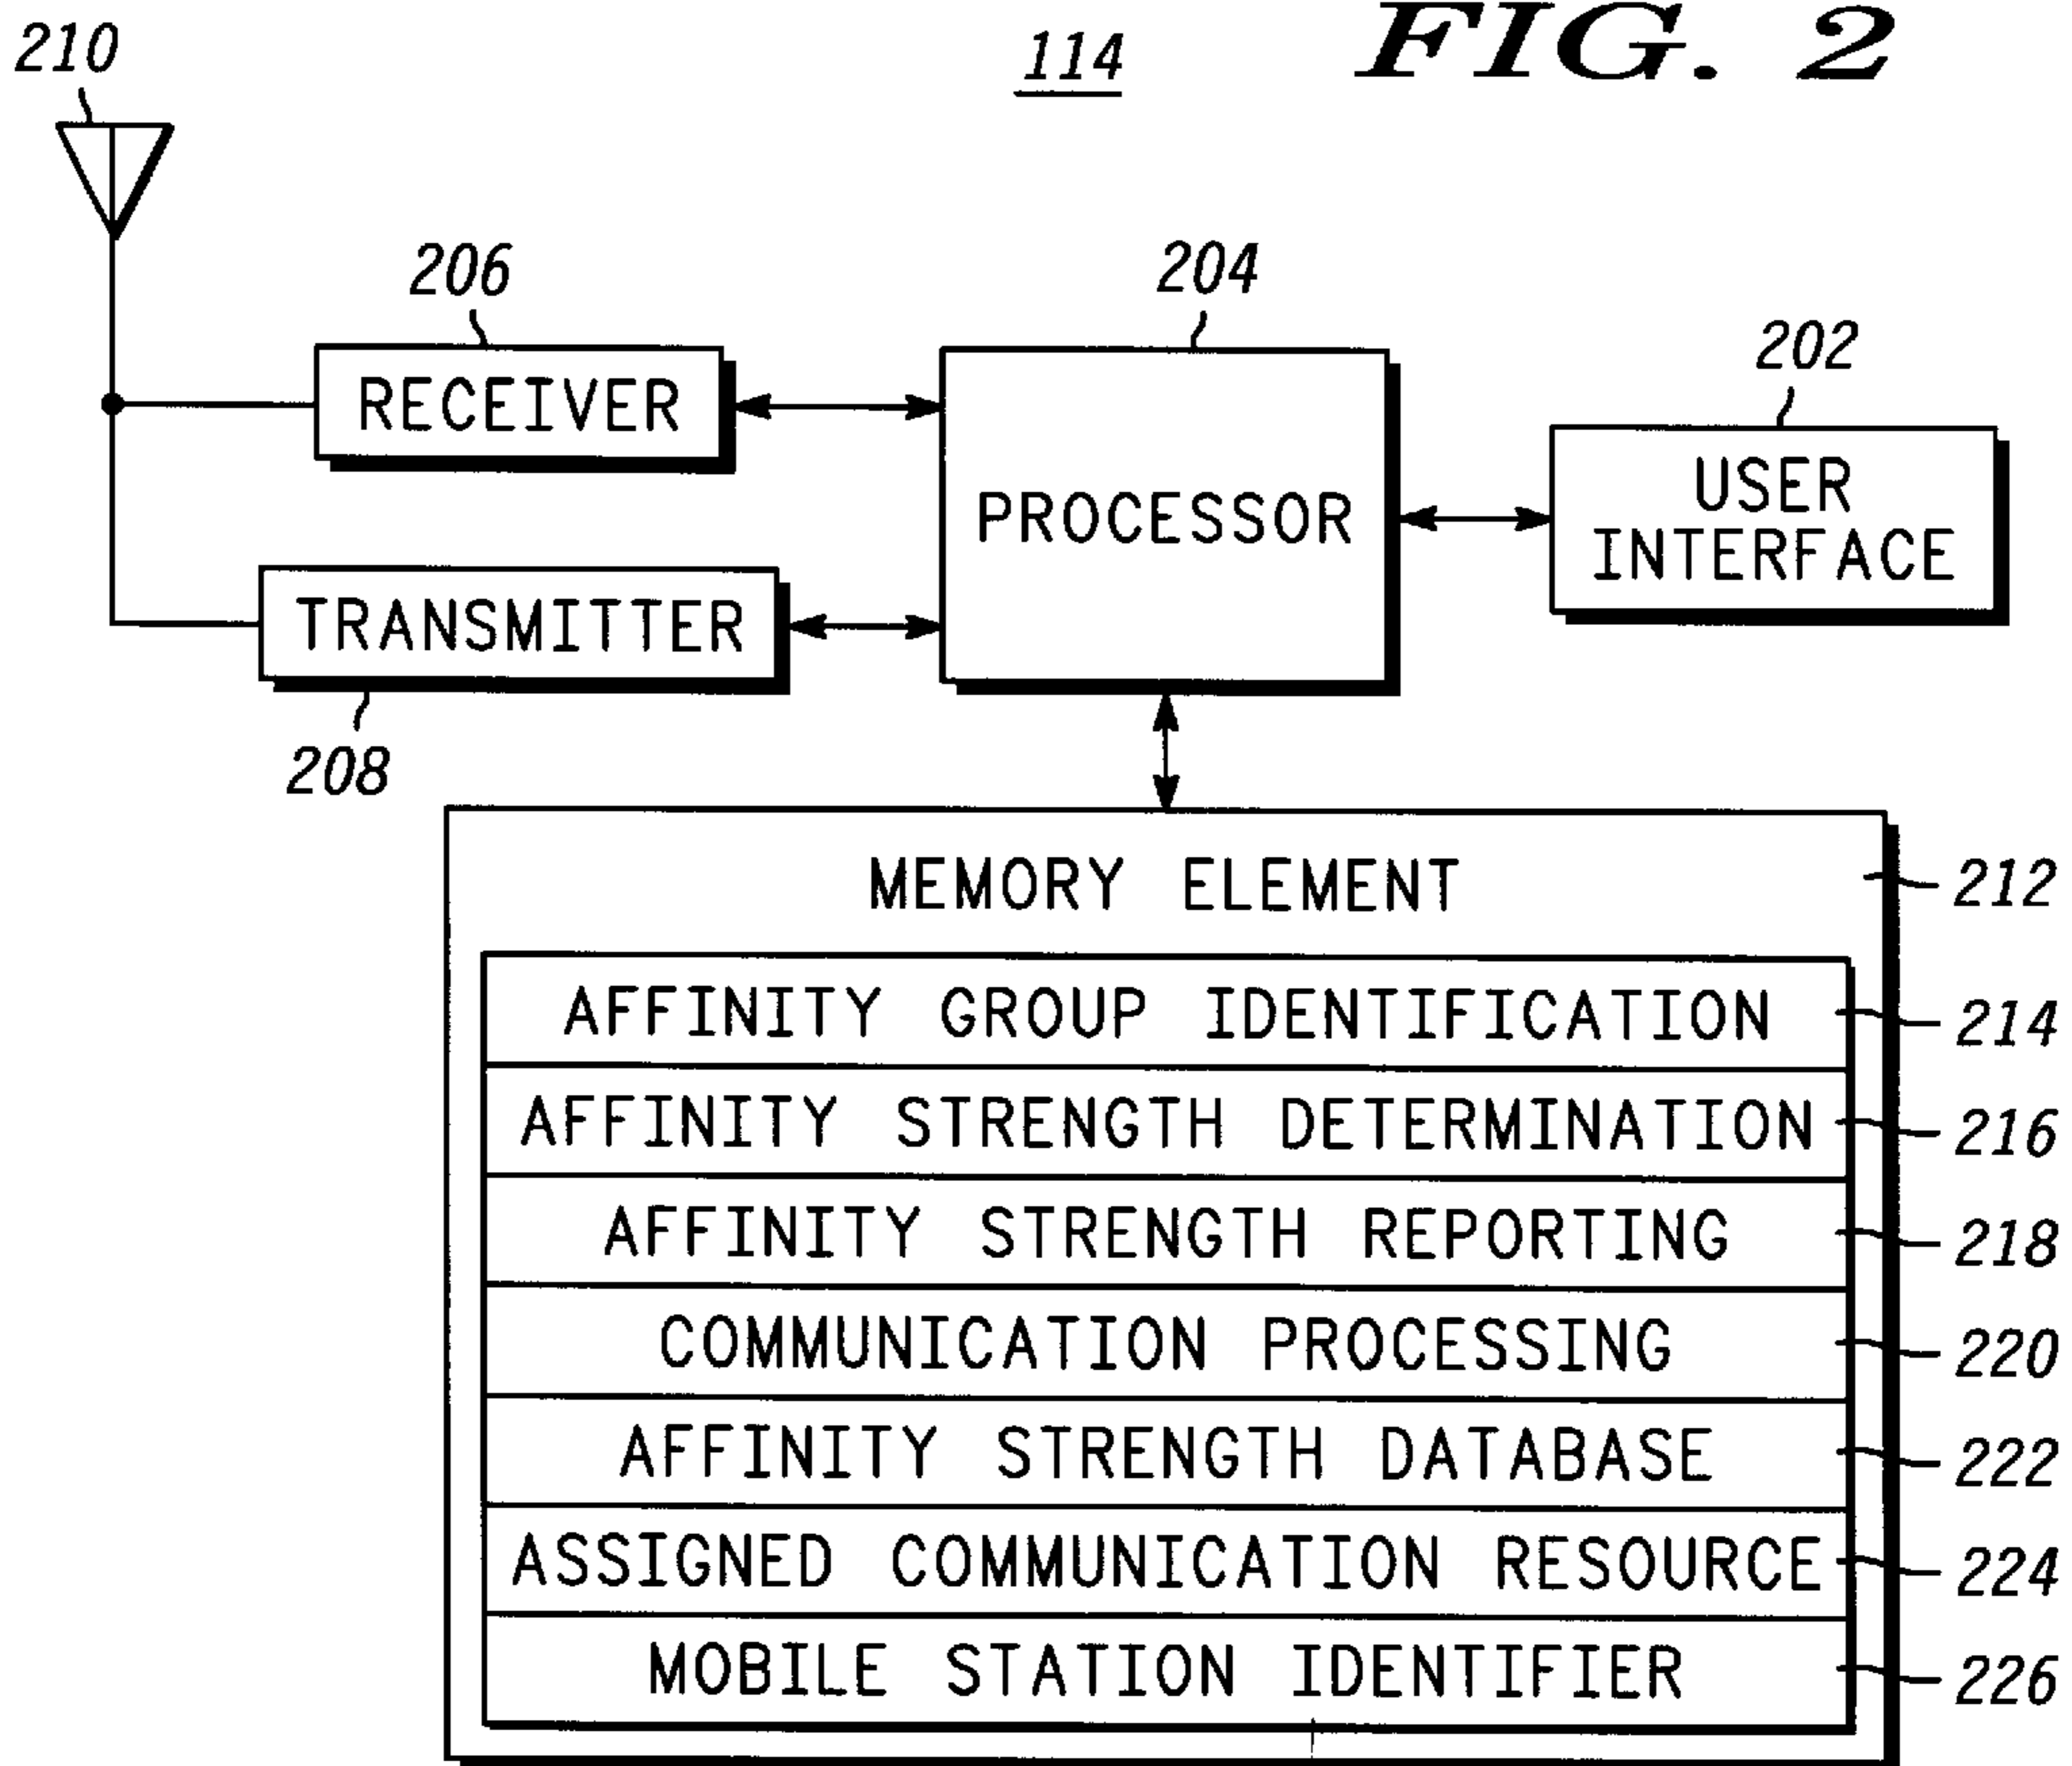 210
114
FIG. 2
206
204
202
RECEIVER
PROCESSOR
USER
INTERFACE
TRANSMITTER
208
MEMORY ELEMENT
212
AFFINITY GROUP IDENTIFICATION
214
AFFINITY STRENGTH DETERMINATION
216
AFFINITY STRENGTH REPORTING
218
COMMUNICATION PROCESSING
220
AFFINITY STRENGTH DATABASE
222
ASSIGNED COMMUNICATION RESOURCE
224
MOBILE STATION IDENTIFIER
226